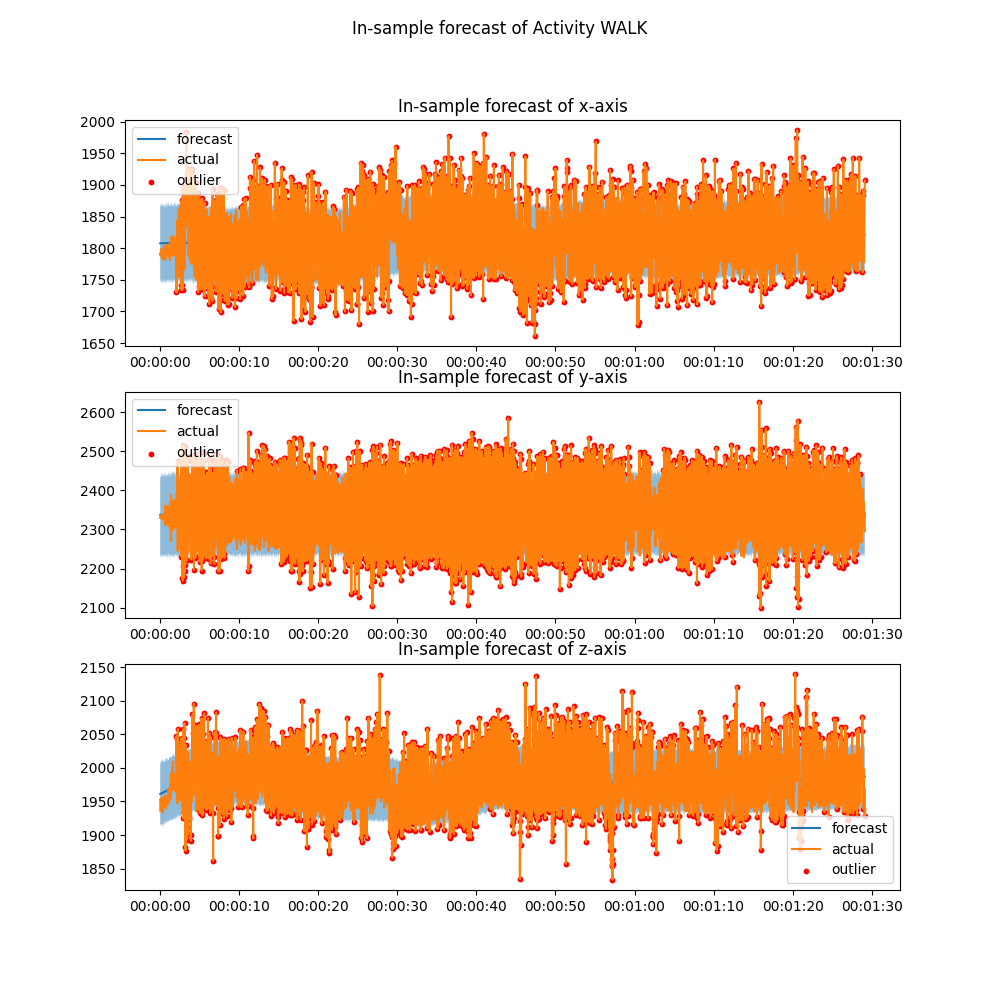 In-sample forecast of Activity WALK
In-sample forecast of x-axis
2000
1950
1900
1850
1800
1750
1700
1650
forecast
actual
outlier
00:00:00 00:00:10 00:00:20 00:00:30 00:00:40 00:00:50 00:01:00 00:01:10 00:01:20 00:01:30
In-sample forecast of y-axis
2600
2500
2400
2300
2200
2100
forecast
actual
outlier
00:00:00 00:00:10 00:00:20 00:00:30 00:00:40 00:00:50 00:01:00 00:01:10 00:01:20 00:01:30
In-sample forecast of z-axis
2150
2100
2050
2000
1950
1900
1850
forecast
actual
outlier
00:00:00 00:00:10 00:00:20 00:00:30 00:00:40 00:00:50 00:01:00 00:01:10 00:01:20 00:01:30